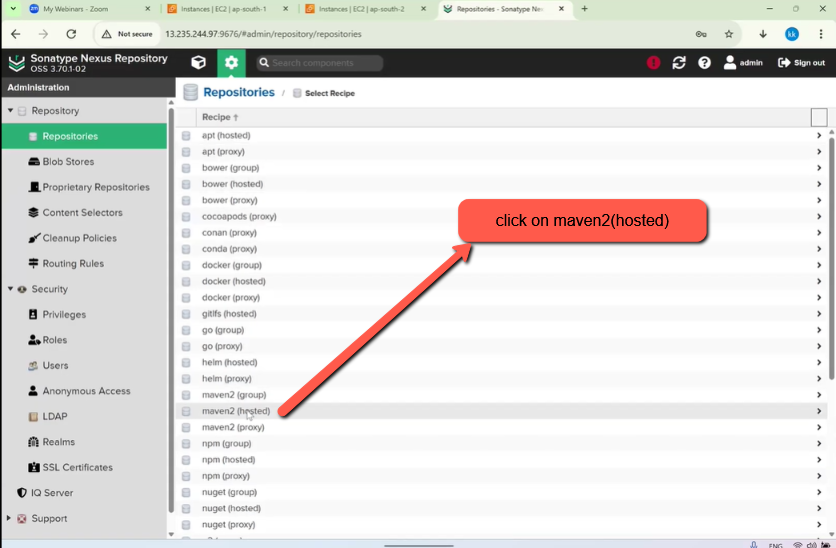 My Webinars - Zoom
Instances | EC2 | ap-south-1
Instances | EC2 | ap-south-2
Repositories - Sonatype Nex
Not secure
13.235.244.97:9676/#admin/repository/repositories
kk
Sonatype Nexus Repository
OSS 3.70.1-02
Search components
admin
Sign out
Administration
Repository
Repositories
Blob Stores
Proprietary Repositories
Content Selectors
Cleanup Policies
Routing Rules
Security
Privileges
Roles
Users
Anonymous Access
LDAP
Realms
SSL Certificates
IQ Server
Support
Repositories / Select Recipe
Recipe
apt (hosted)
apt (proxy)
bower (group)
bower (hosted)
bower (proxy)
cocoapods (proxy)
conan (proxy)
conda (proxy)
docker (group)
docker (hosted)
docker (proxy)
gitlfs (hosted)
go (group)
go (proxy)
helm (hosted)
helm (proxy)
maven2 (group)
maven2 (hosted)
maven2 (proxy)
npm (group)
npm (hosted)
npm (proxy)
nuget (group)
nuget (hosted)
nuget (proxy)
click on maven2(hosted)
ENG